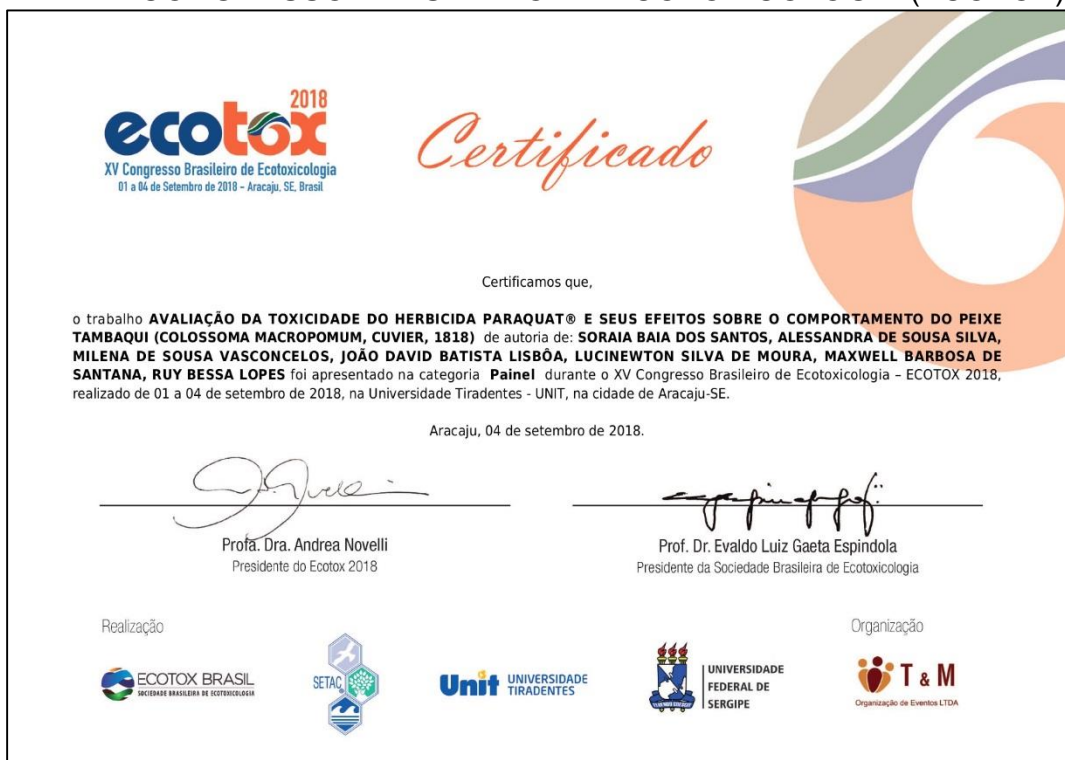 2018
ecotox
XV Congresso Brasileiro de Ecotoxicologia
01 a 04 de Setembro de 2018 - Aracaju, SE, Brasil
Certificado
Certificamos que,
o trabalho AVALIAÇÃO DA TOXICIDADE DO HERBICIDA PARAQUAT® E SEUS EFEITOS SOBRE O COMPORTAMENTO DO PEIXE
TAMBAQUI (COLOSSOMA MACROPOMUM, CUVIER, 1818) de autoria de: SORAIA BAIA DOS SANTOS, ALESSANDRA DE SOUSA SILVA,
MILENA DE SOUSA VASCONCELOS, JOÃO DAVID BATISTA LISBÔA, LUCINEWTON SILVA DE MOURA, MAXWELL BARBOSA DE
SANTANA, RUY BESSA LOPES foi apresentado na categoria Painel durante o XV Congresso Brasileiro de Ecotoxicologia – ECOTOX 2018,
realizado de 01 a 04 de setembro de 2018, na Universidade Tiradentes - UNIT, na cidade de Aracaju-SE.
Aracaju, 04 de setembro de 2018.
Profa. Dra. Andrea Novelli
Presidente do Ecotox 2018
Prof. Dr. Evaldo Luiz Gaeta Espindola
Presidente da Sociedade Brasileira de Ecotoxicologia
Realização
Organização
ECOTOX BRASIL
SOCIEDADE BRASILEIRA DE ECOTOXICOLOGIA
SETAC
Unit UNIVERSIDADE
TIRADENTES
UNIVERSIDADE
FEDERAL DE
SERGIPE
T & M
Organização de Eventos LTDA